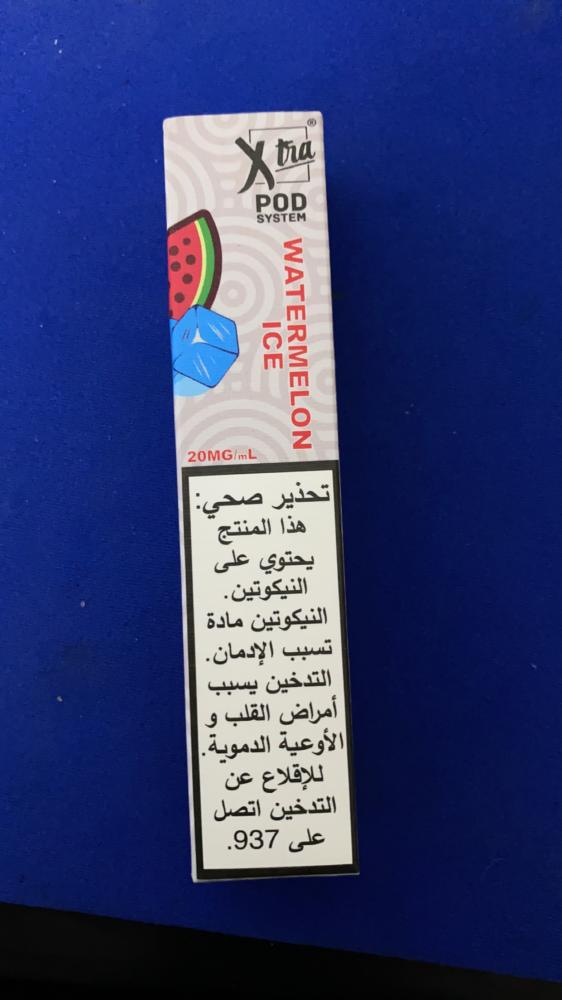 Xtra®
POD
SYSTEM
WATERMELON
ICE
20MG/mL
تحذير صحي:
هذا المنتج
يحتوي على
النيكوتين.
النيكوتين مادة
تسبب الإدمان.
التدخين يسبب
أمراض القلب و
الأوعية الدموية.
للإقلاع عن
التدخين اتصل
على 937.